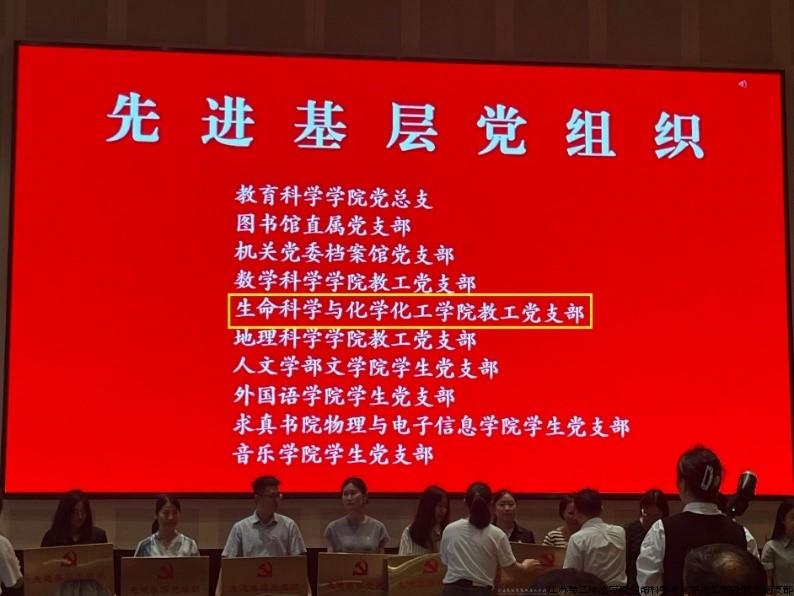 先进基层党组织
教育科学学院党总支
图书馆直属党支部
机关党委档案馆党支部
数学科学学院教工党支部
生命科学与化学化工学院教工党支部
地理科学学院教工党支部
人文学部文学院学生党支部
外国语学院学生党支部
求真书院物理与电子信息学院学生党支部
音乐学院学生党支部